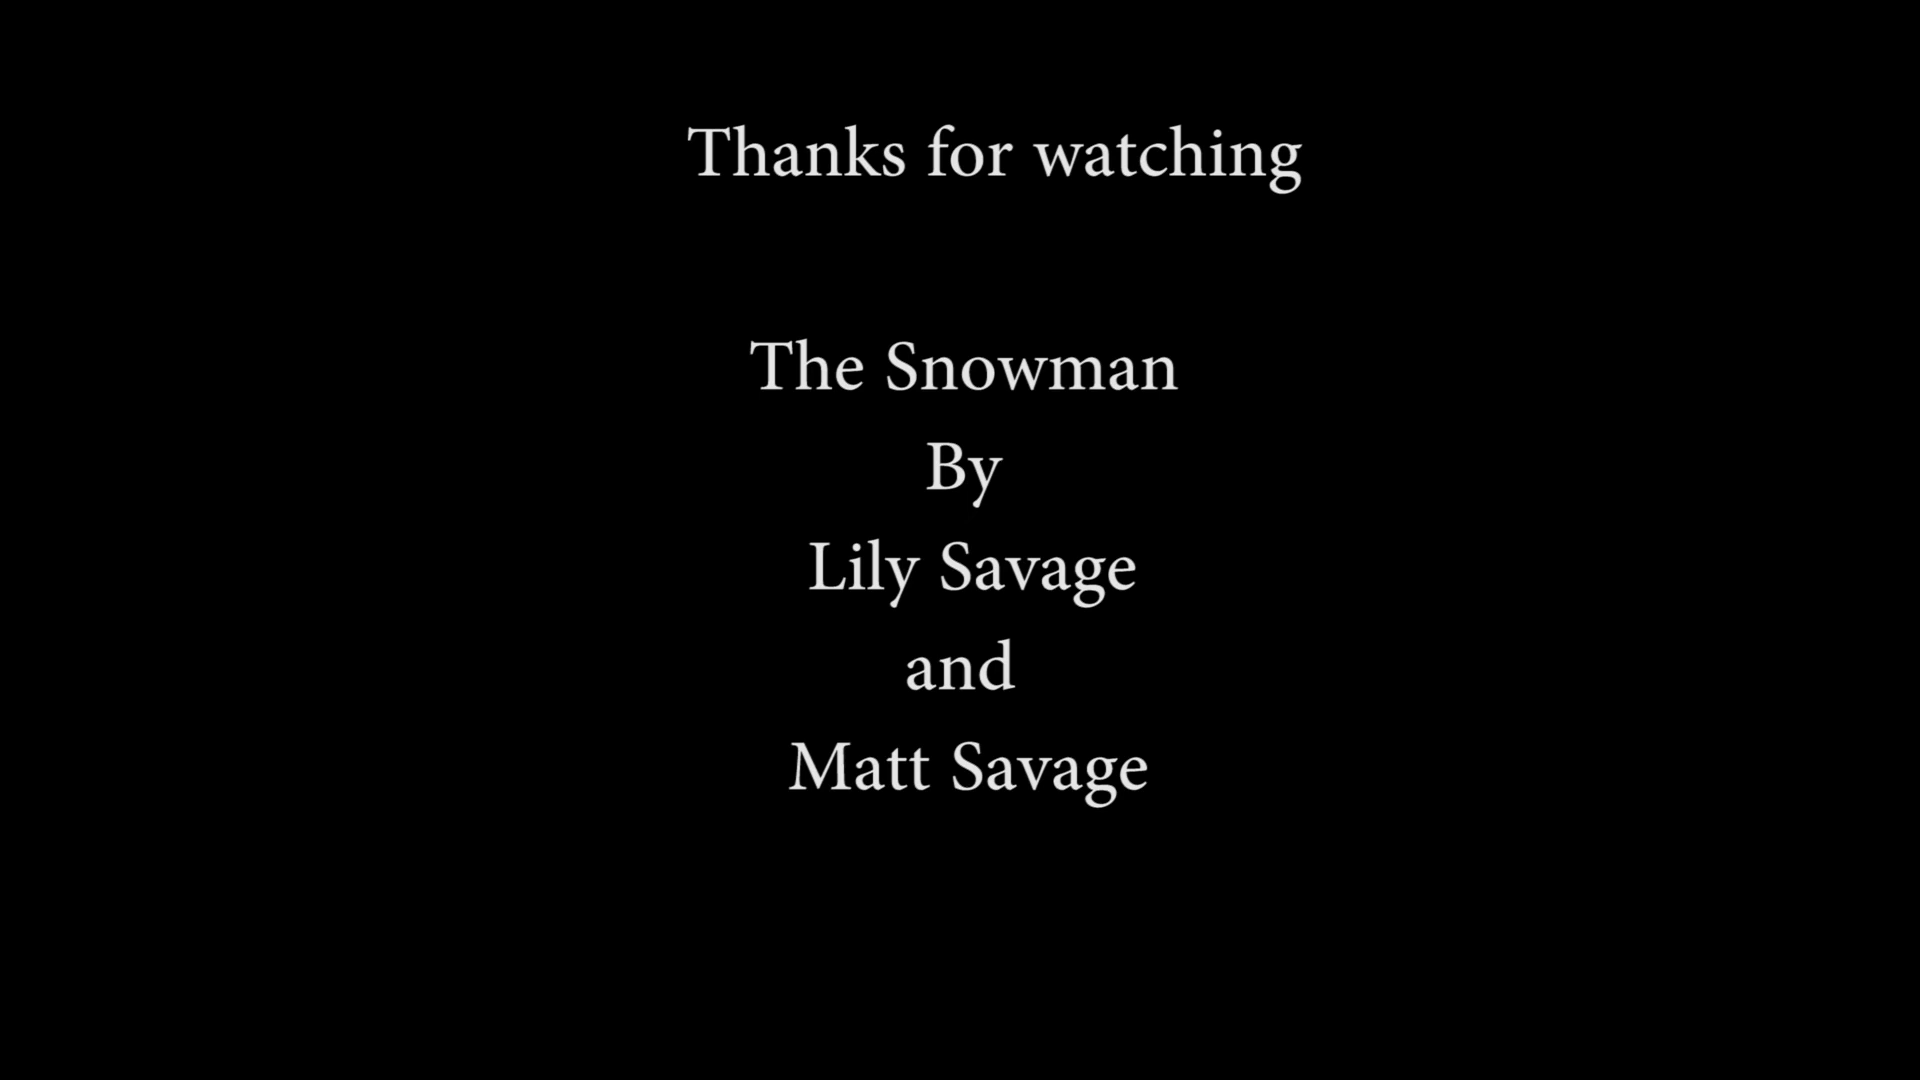 Thanks for watching
The Snowman
By
Lily Savage
and
Matt Savage